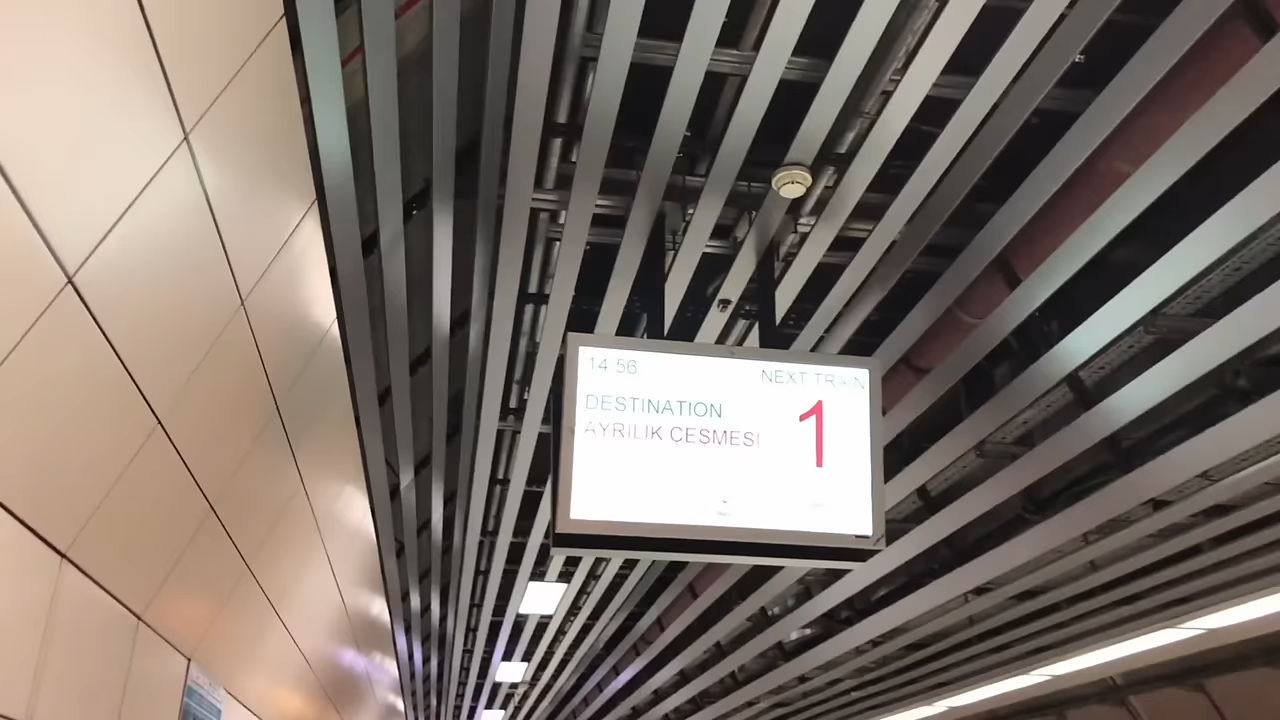 14 56
NEXT TRAIN
DESTINATION
1
AYRILIK ÇEŞMESİ